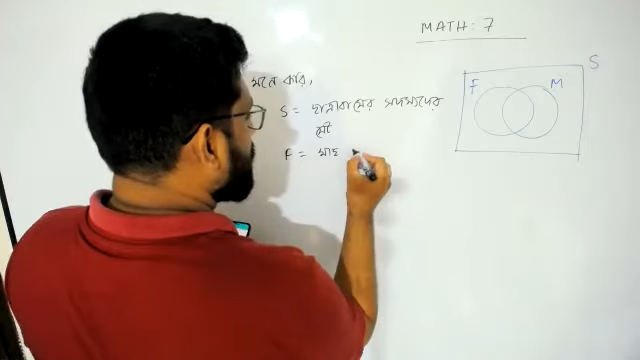 MATH: 7
মনে করি,
S = ছাত্রাবাসের সদস্যদের
সেট
F = মাছ
S
F M